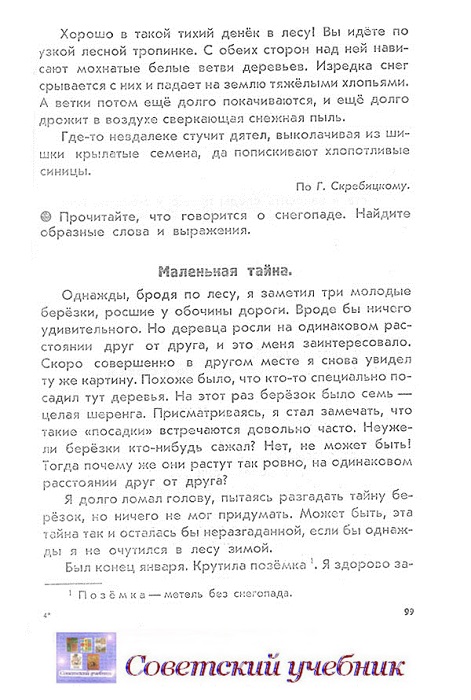 Хорошо в такой тихий денёк в лесу! Вы идёте по
узкой лесной тропинке. С обеих сторон над ней нависают
мохнатые белые ветви деревьев. Изредка снег
срывается с них и падает на землю тяжёлыми хлопьями.
А ветки потом ещё долго покачиваются, и ещё долго
дрожит в воздухе сверкающая снежная пыль.
Где-то невдалеке стучит дятел, выколачивая из ши-
шки крылатые семена, да попискивают хлопотливые
синицы.
По Г. Скребицкому.
Прочитайте, что говорится о снегопаде. Найдите
образные слова и выражения.
Маленькая тайна.
Однажды, бродя по лесу, я заметил три молодые
берёзки, росшие у обочины дороги. Вроде бы ничего
удивительного. Но деревца росли на одинаковом рас-
стоянии друг от друга, и это меня заинтересовало.
Скоро совершенно в другом месте я снова увидел
ту же картину. Похоже было, что кто-то специально по-
садил тут деревья. На этот раз берёзок было семь —
целая шеренга. Присматриваясь, я стал замечать, что
такие «посадки» встречаются довольно часто. Неуже-
ли берёзки кто-нибудь сажал? Нет, не может быть!
Тогда почему же они растут так ровно, на одинаковом
расстоянии друг от друга?
Я долго ломал голову, пытаясь разгадать тайну бе-
рёзок, но ничего не мог придумать. Может быть, эта
тайна так и осталась бы неразгаданной, если бы однаж-
ды я не очутился в лесу зимой.
Был конец января. Крутила позёмка ¹. Я здорово за-
¹ Позёмка — метель без снегопада.
4* 99
Советский учебник